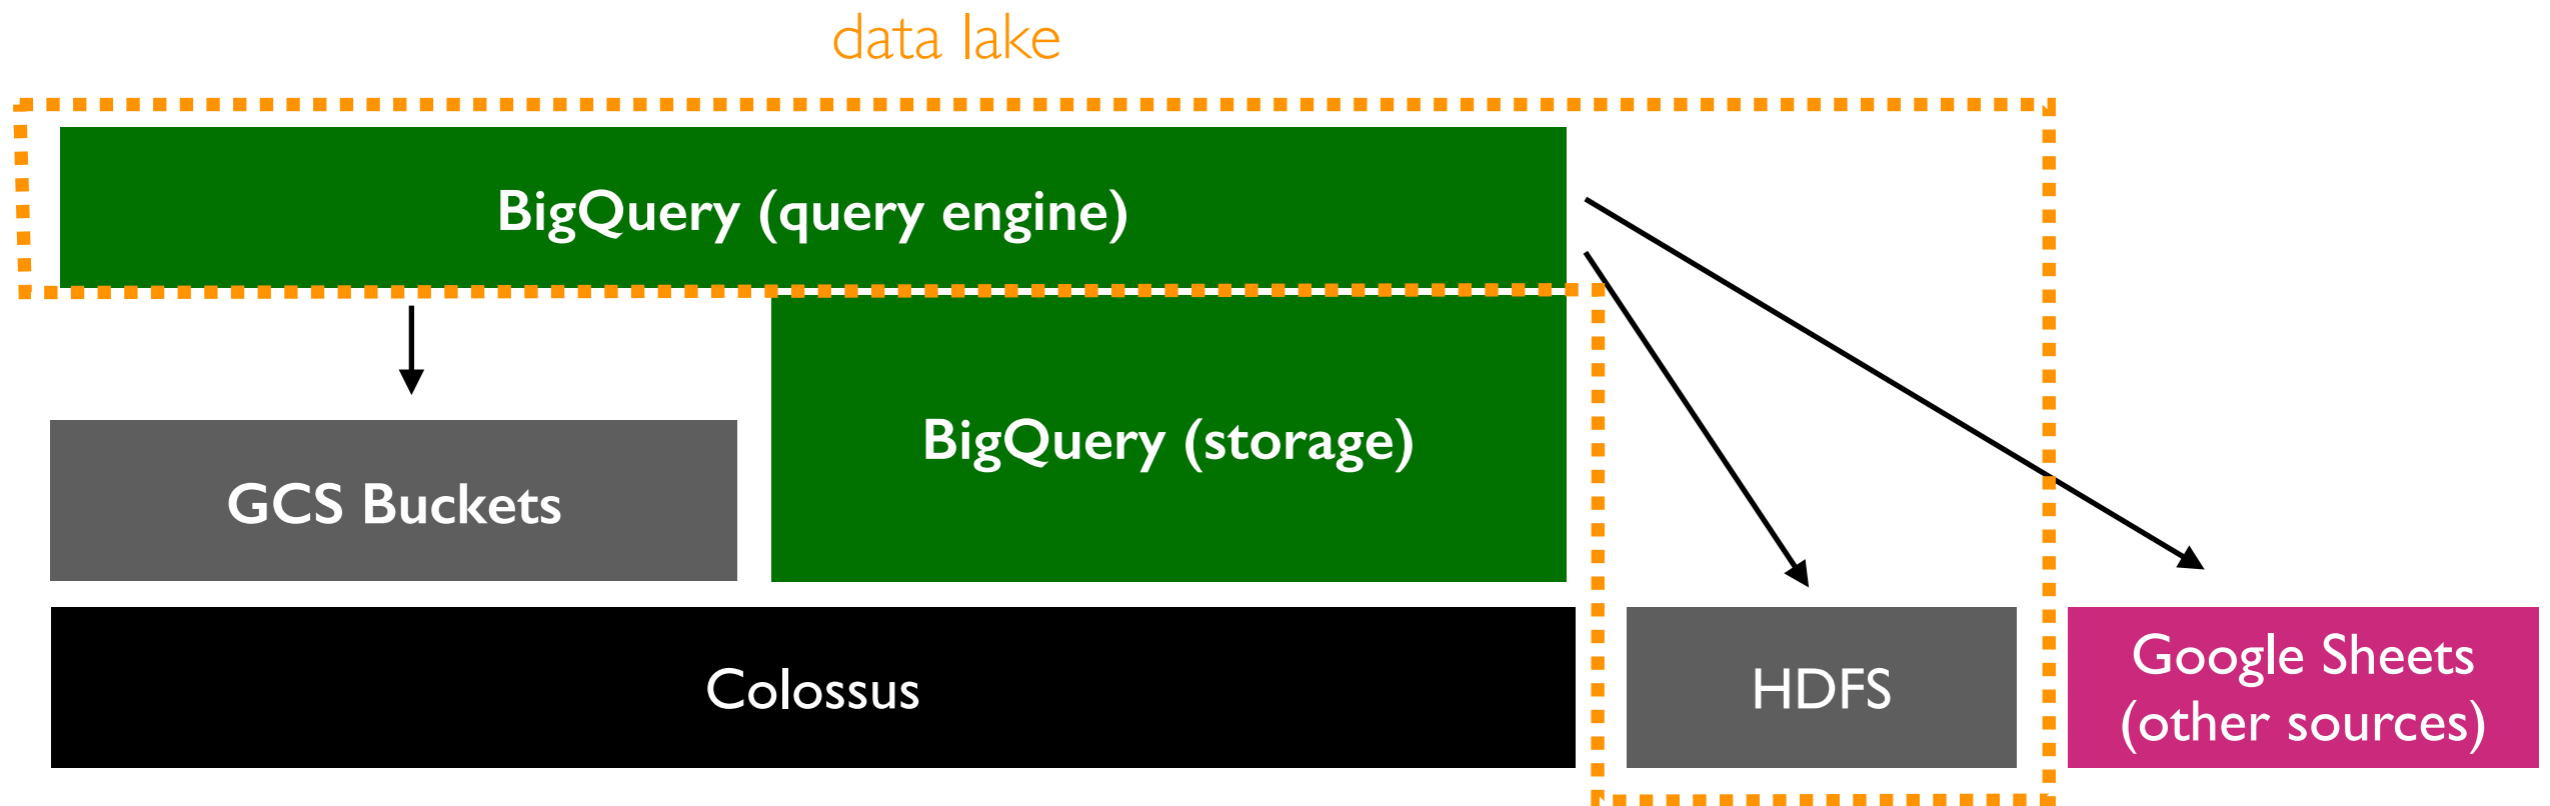 data lake
BigQuery (query engine)
BigQuery (storage)
GCS Buckets
Colossus
HDFS
Google Sheets
(other sources)